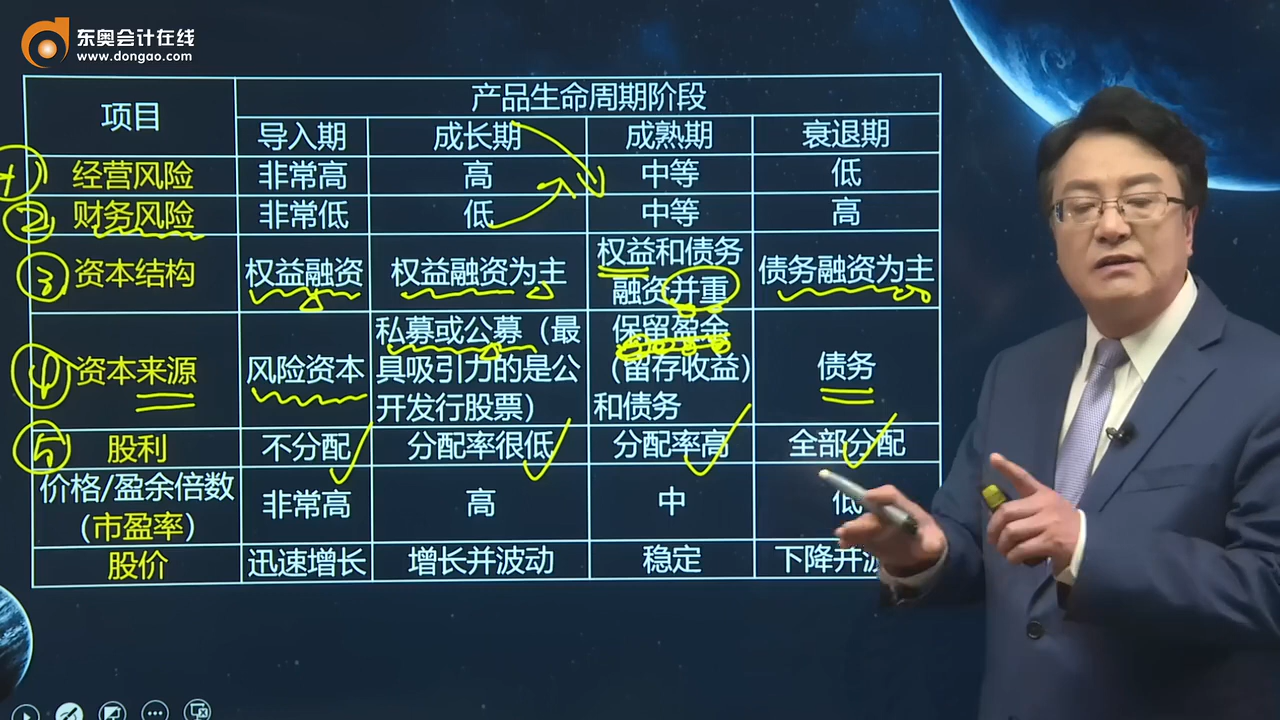 东奥会计在线
www.dongao.com
项目
产品生命周期阶段
导入期 成长期 成熟期 衰退期
1 经营风险 非常高 高 中等 低
2 财务风险 非常低 低 中等 高
3 资本结构 权益融资 权益融资为主 权益和债务融资并重 债务融资为主
4 资本来源 风险资本 私募或公募（最具吸引力的是公开发行股票） 保留盈余（留存收益）和债务 债务
5 股利 不分配 分配率很低 分配率高 全部分配
价格/盈余倍数（市盈率） 非常高 高 中 低
股价 迅速增长 增长并波动 稳定 下降并